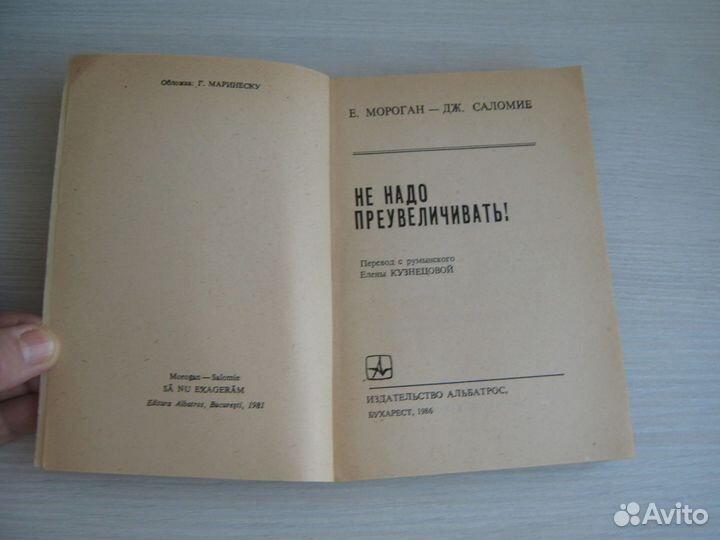 Обложка: Г. МАРИНЕСКУ
Morogan — Salomie
SĂ NU EXAGERĂM
Editura Albatros, Bucureşti, 1981
Е. МОРОГАН — ДЖ. САЛОМИЕ
НЕ НАДО
ПРЕУВЕЛИЧИВАТЬ!
Перевод с румынского
Елены КУЗНЕЦОВОЙ
ИЗДАТЕЛЬСТВО АЛЬБАТРОС,
БУХАРЕСТ, 1986
Avito